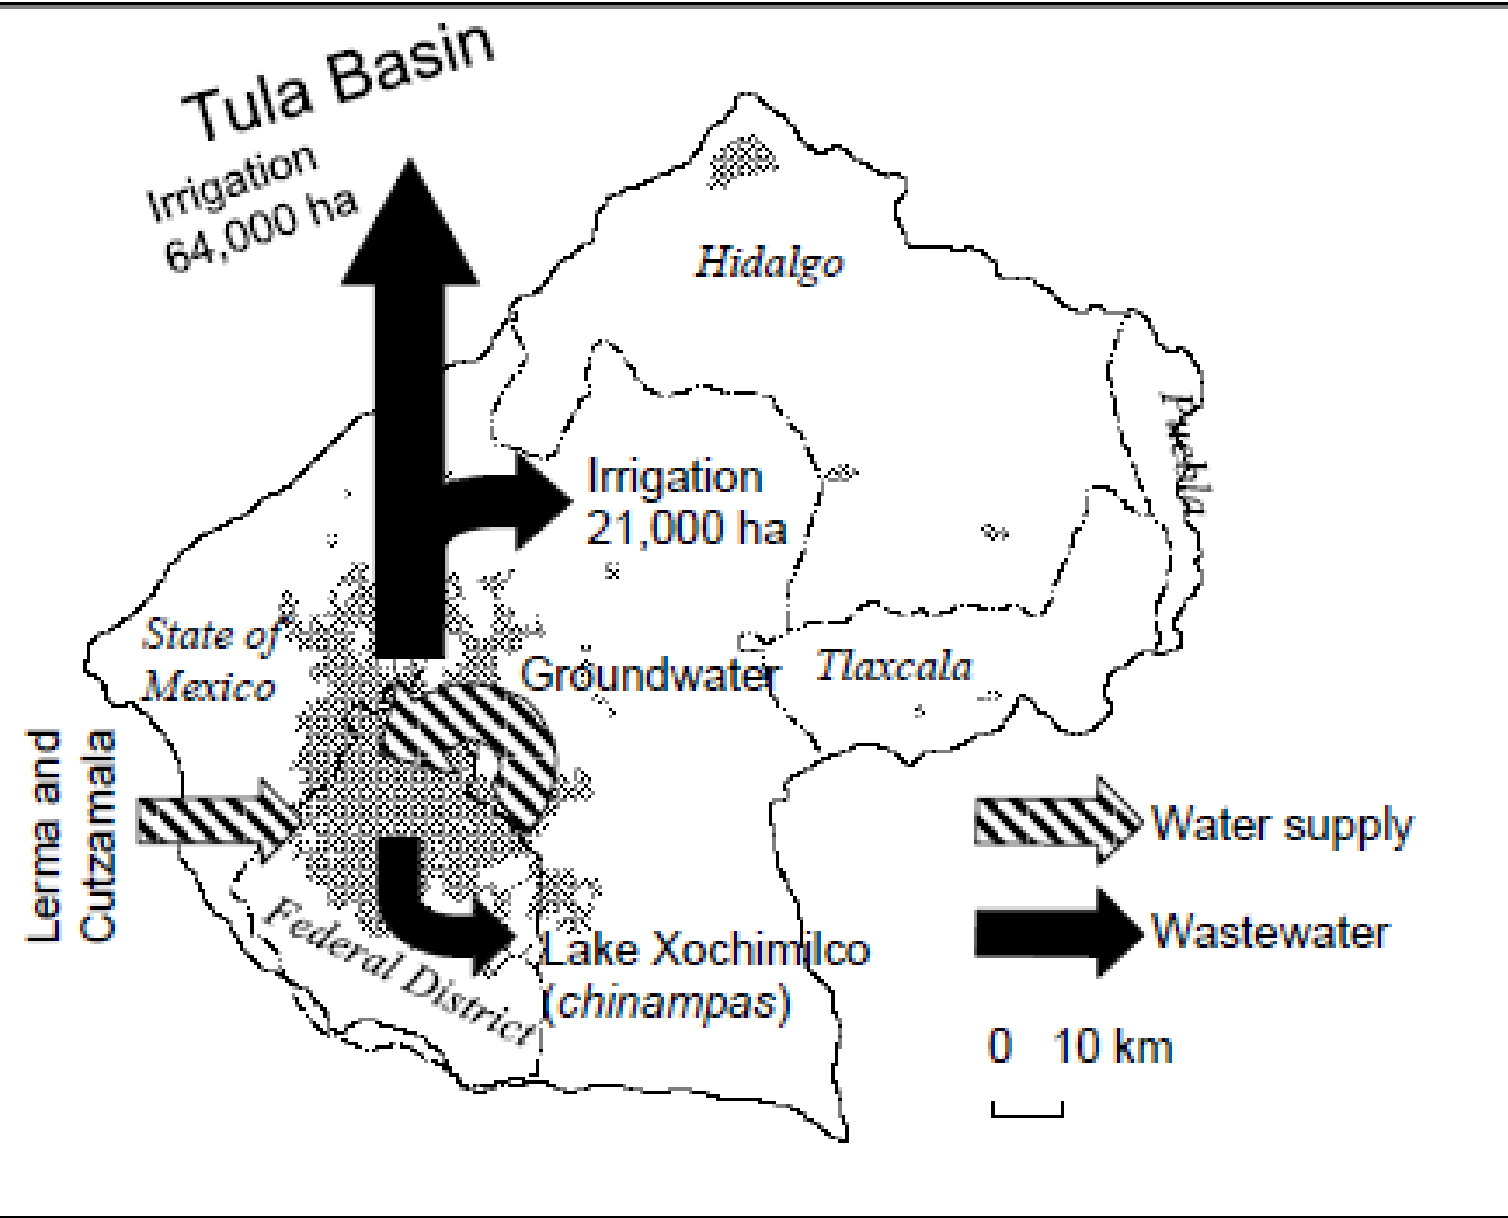 Tula Basin
Irrigation
64,000 ha
Hidalgo
Puebla
Irrigation
21,000 ha
State of
Mexico
Groundwater
Tlaxcala
Lerma and
Cutzamala
Water supply
Federal District
Wastewater
Lake Xochimilco
(chinampas)
0 10 km